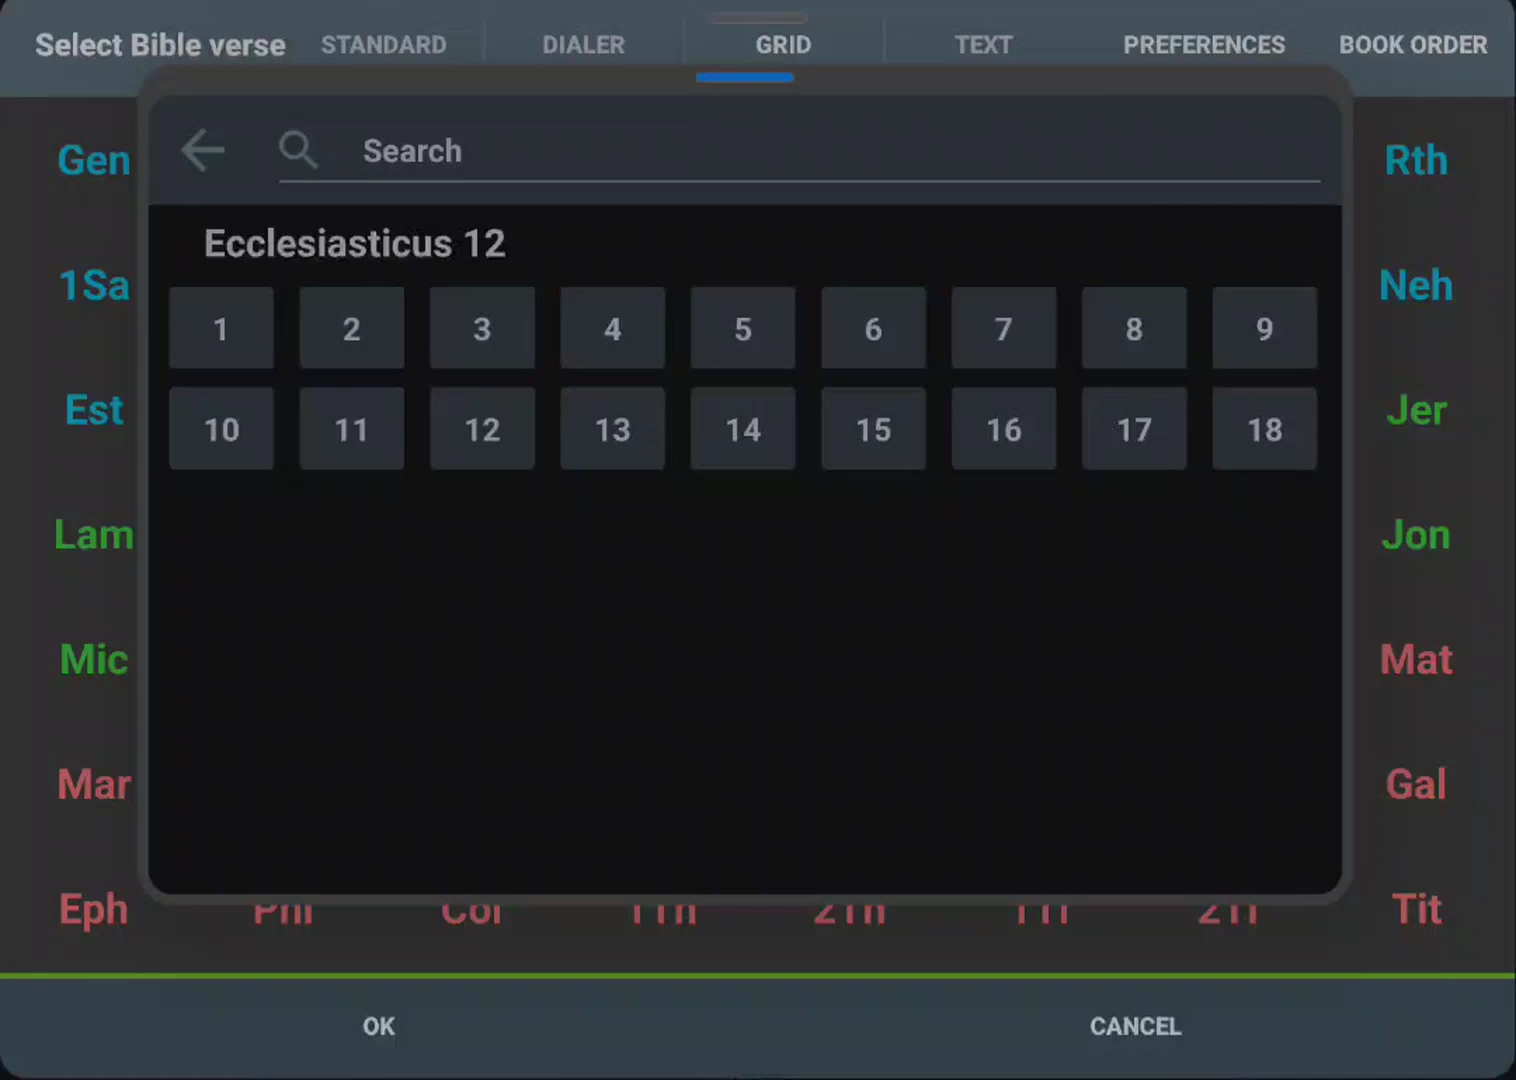 Select Bible verse STANDARD DIALER GRID TEXT PREFERENCES BOOK ORDER
Search
Ecclesiasticus 12
Gen Rth
1Sa Neh
1 2 3 4 5 6 7 8 9
Est Jer
10 11 12 13 14 15 16 17 18
Lam Jon
Mic Mat
Mar Gal
Eph Col Tit
OK CANCEL